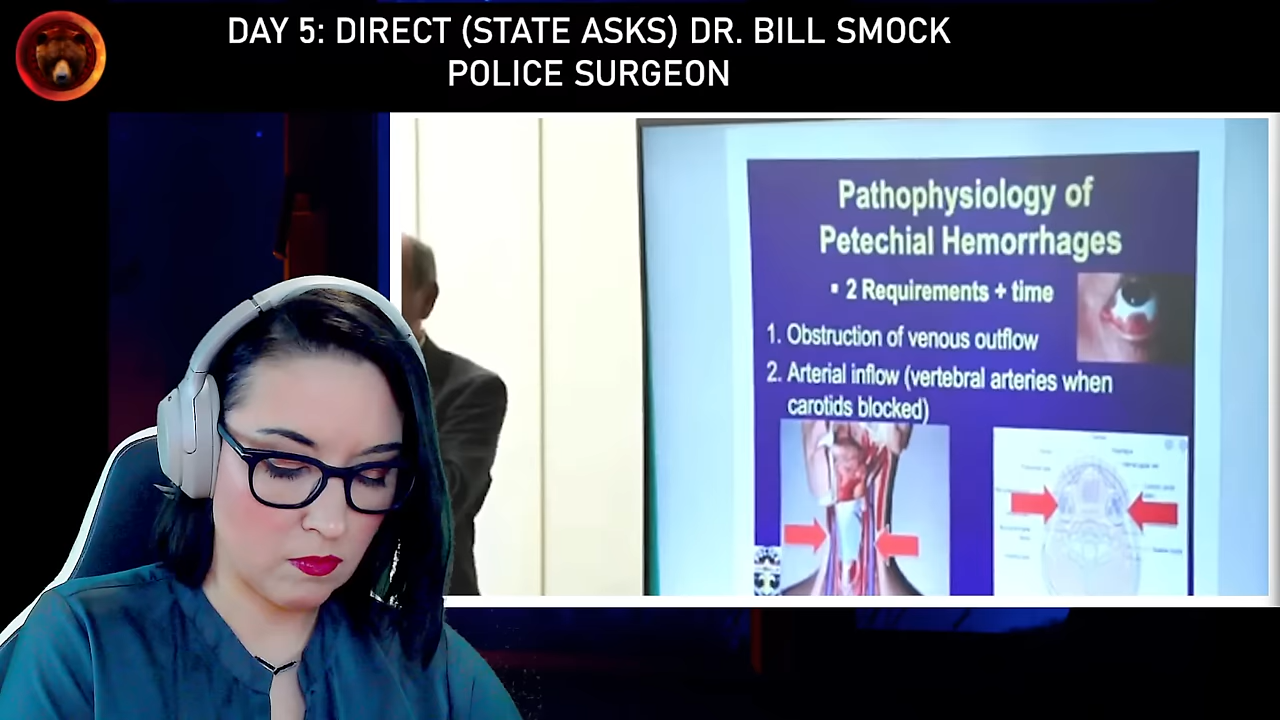 DAY 5: DIRECT (STATE ASKS) DR. BILL SMOCK
POLICE SURGEON
Pathophysiology of
Petechial Hemorrhages
▪ 2 Requirements + time
1. Obstruction of venous outflow
2. Arterial inflow (vertebral arteries when
carotids blocked)